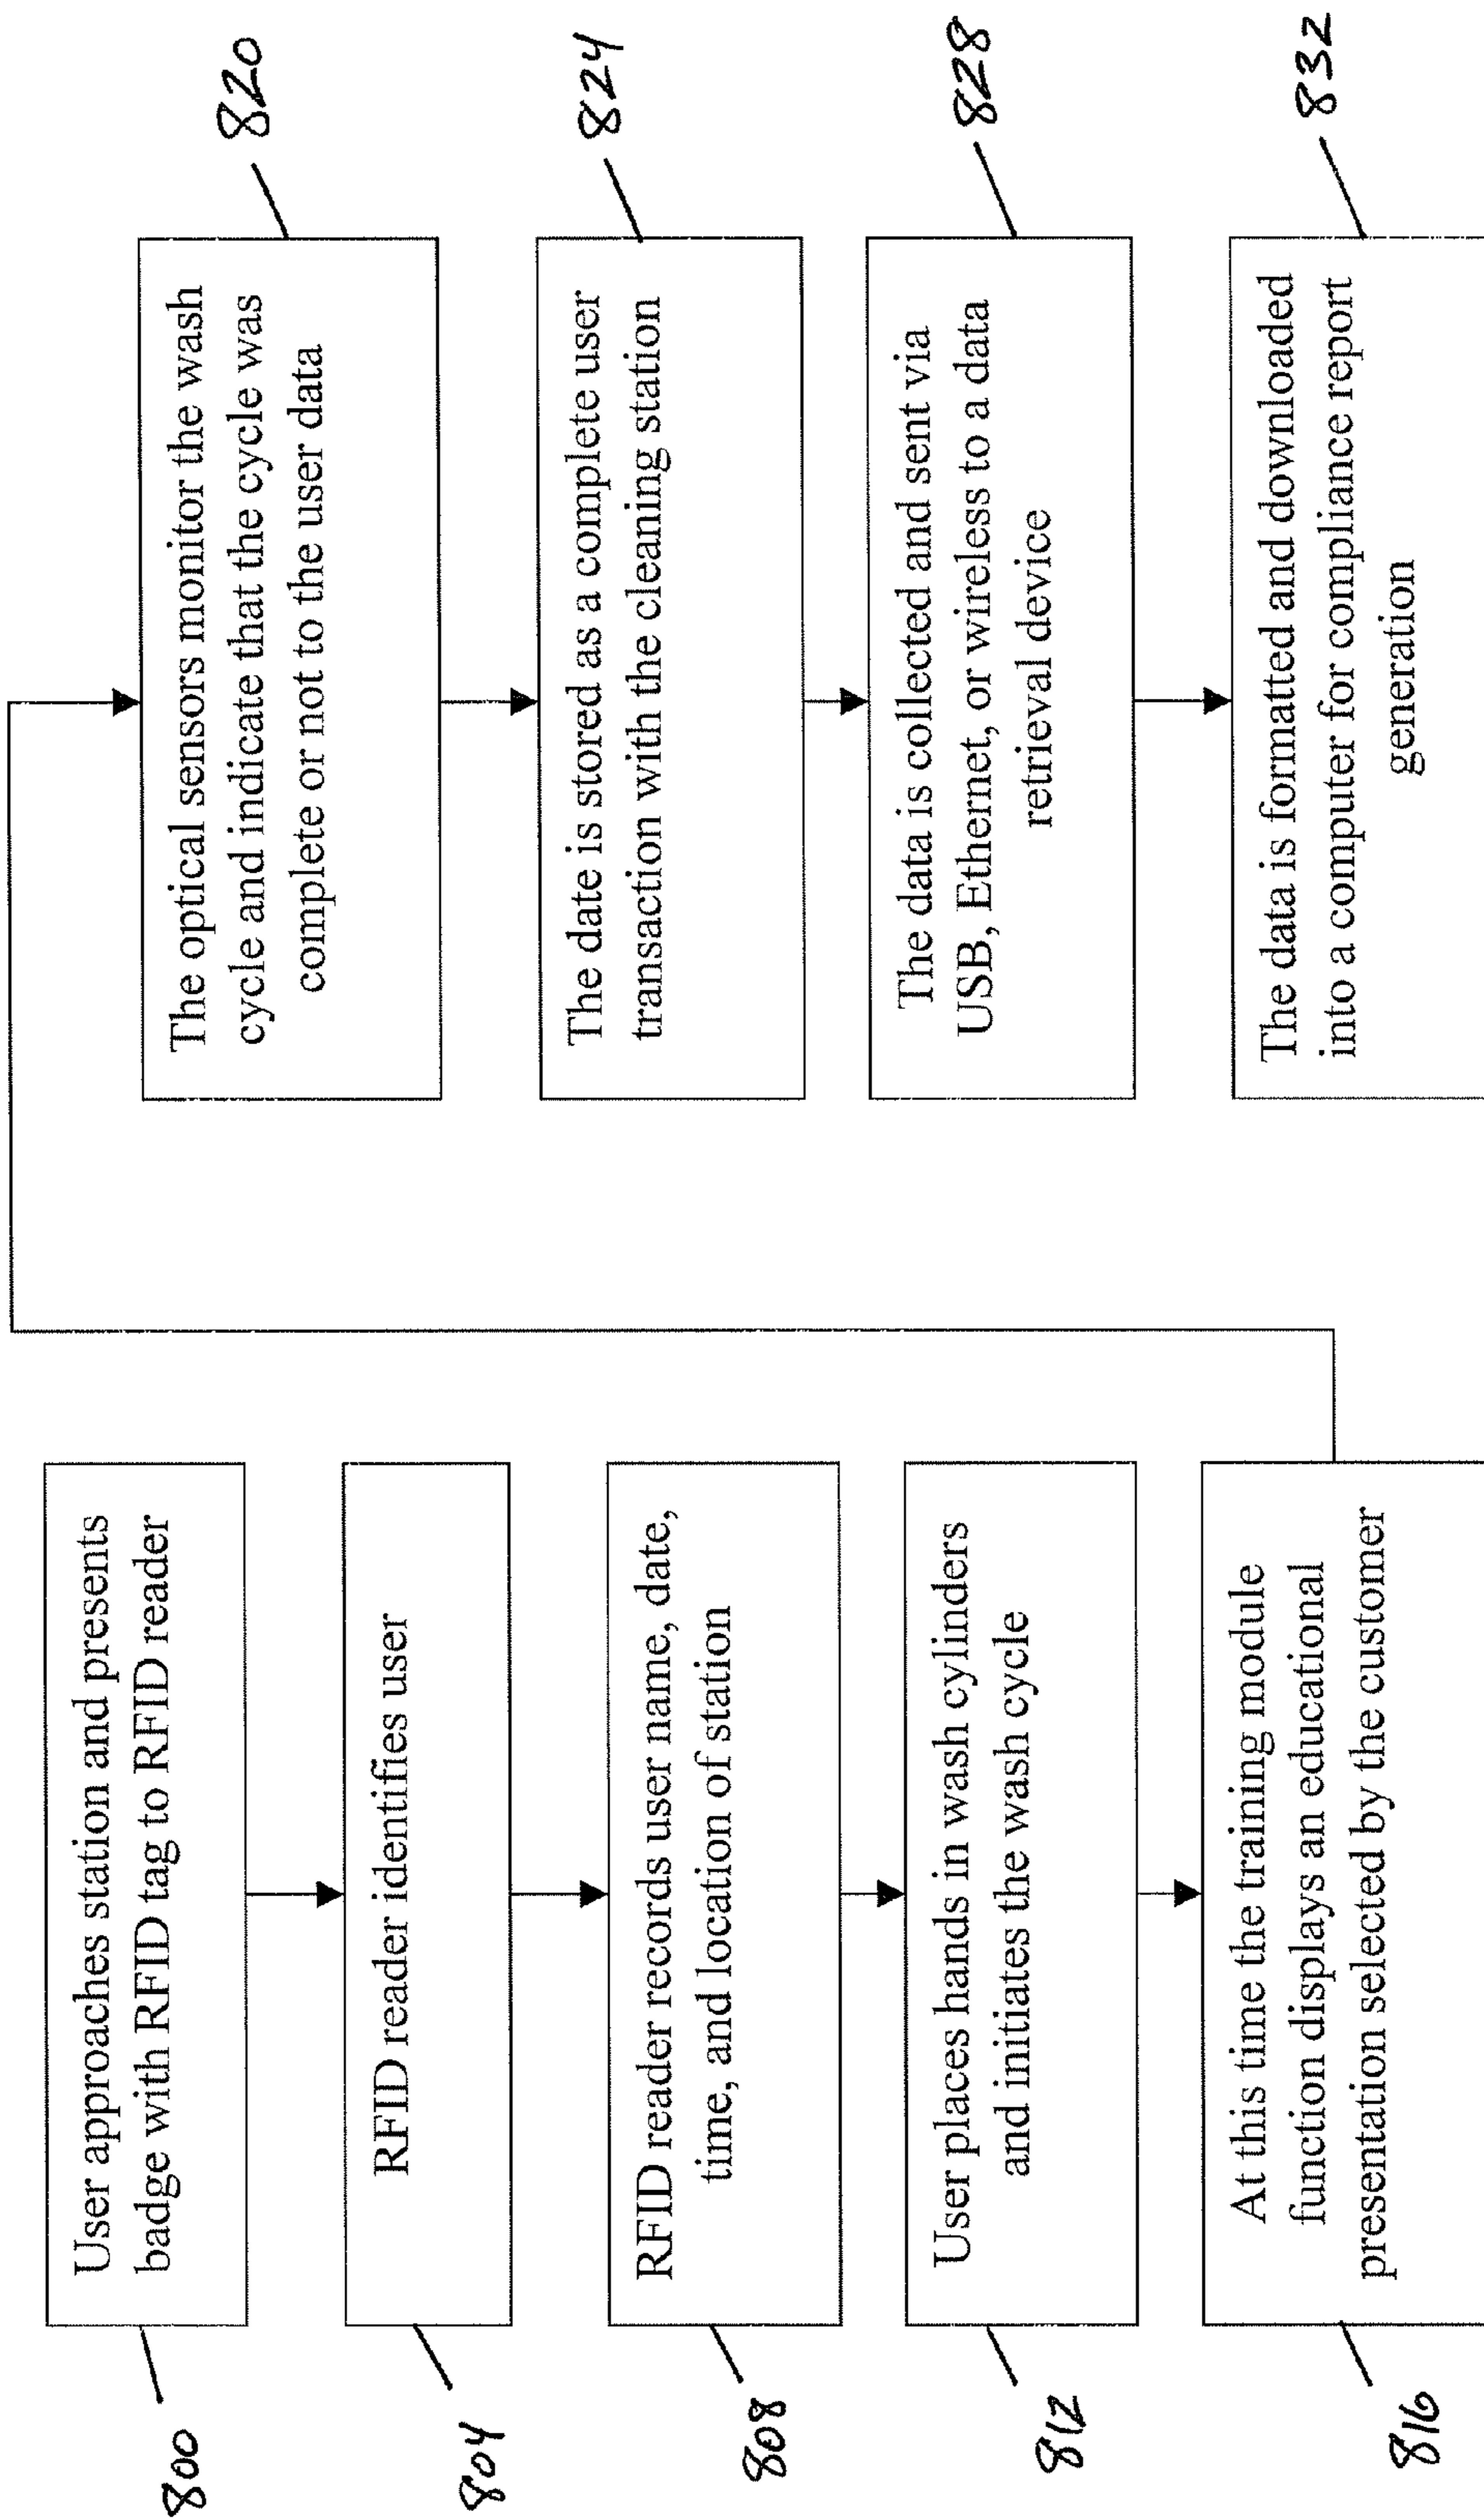 User approaches station and presents
badge with RFID tag to RFID reader
800
RFID reader identifies user
804
RFID reader records user name, date,
time, and location of station
808
User places hands in wash cylinders
and initiates the wash cycle
812
At this time the training module
function displays an educational
presentation selected by the customer
816
The optical sensors monitor the wash
cycle and indicate that the cycle was
complete or not to the user data
820
The date is stored as a complete user
transaction with the cleaning station
824
The data is collected and sent via
USB, Ethernet, or wireless to a data
retrieval device
828
The data is formatted and downloaded
into a computer for compliance report
generation
832